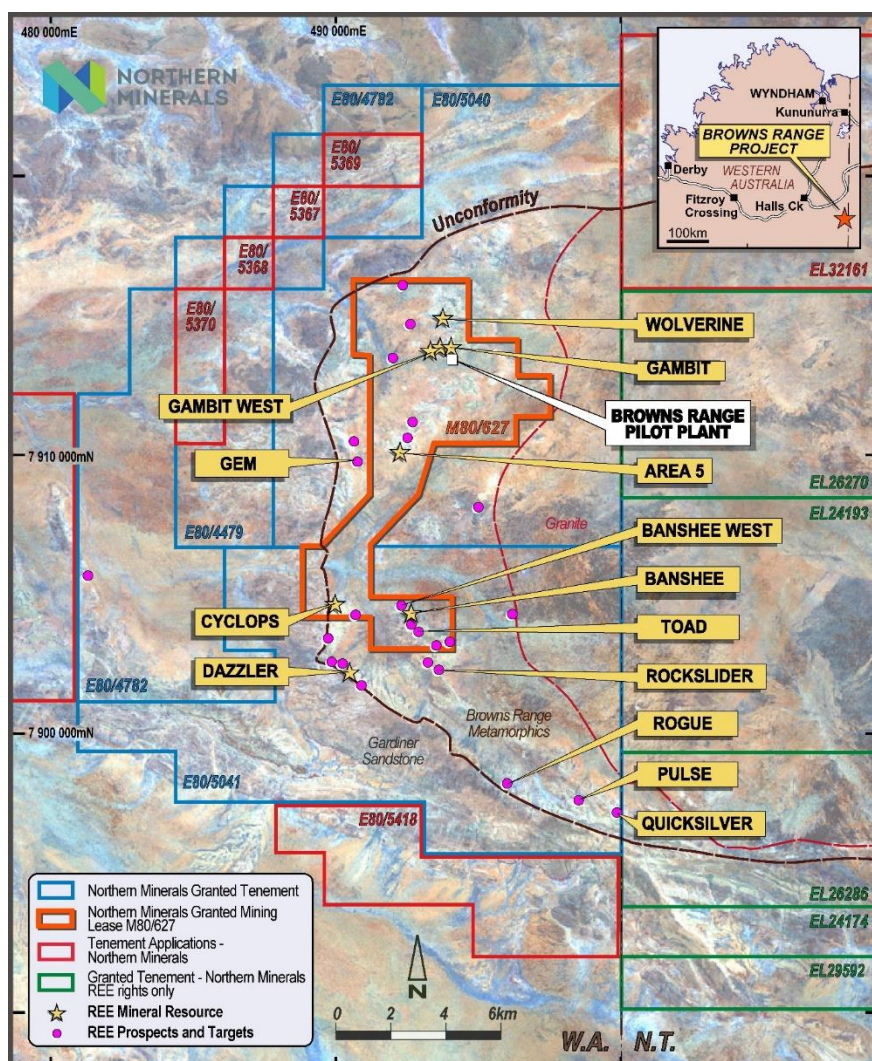 480 000mE
490 000mE
NORTHERN
MINERALS
E80/4782
E80/5040
E80/
5369
E80/
5367
E80/
5368
E80/
5370
Unconformity
WYNDHAM
Kununurra
BROWNS RANGE
PROJECT
Derby
WESTERN
AUSTRALIA
Fitzroy
Crossing
Halls Ck
100km
EL32161
WOLVERINE
GAMBIT
GAMBIT WEST
BROWNS RANGE
PILOT PLANT
M80/627
7 910 000mN
GEM
AREA 5
EL26270
EL24193
E80/4479
Granite
BANSHEE WEST
BANSHEE
CYCLOPS
TOAD
DAZZLER
ROCKSLIDER
E80/4782
ROGUE
7 900 000mN
Browns Range
Metamorphics
Gardiner
Sandstone
PULSE
E80/5041
QUICKSILVER
E80/5418
Northern Minerals Granted Tenement
Northern Minerals Granted Mining
Lease M80/627
Tenement Applications -
Northern Minerals
Granted Tenement - Northern Minerals
REE rights only
REE Mineral Resource
REE Prospects and Targets
EL26286
EL24174
EL29592
N
0 2 4 6km
W.A. N.T.